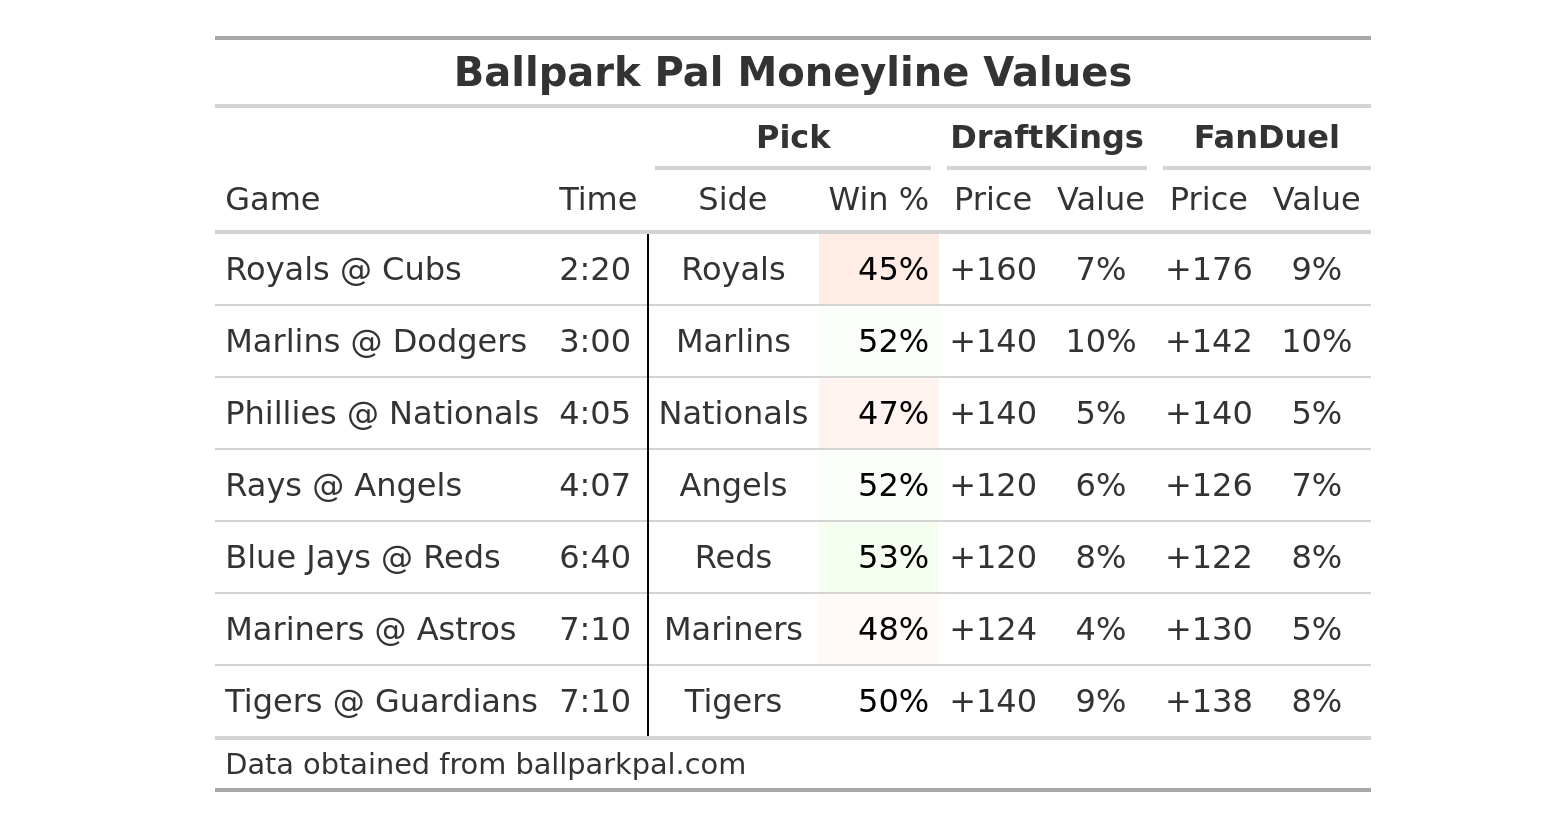 Ballpark Pal Moneyline Values
Pick DraftKings FanDuel
Game Time Side Win % Price Value Price Value
Royals @ Cubs 2:20 Royals 45% +160 7% +176 9%
Marlins @ Dodgers 3:00 Marlins 52% +140 10% +142 10%
Phillies @ Nationals 4:05 Nationals 47% +140 5% +140 5%
Rays @ Angels 4:07 Angels 52% +120 6% +126 7%
Blue Jays @ Reds 6:40 Reds 53% +120 8% +122 8%
Mariners @ Astros 7:10 Mariners 48% +124 4% +130 5%
Tigers @ Guardians 7:10 Tigers 50% +140 9% +138 8%
Data obtained from ballparkpal.com